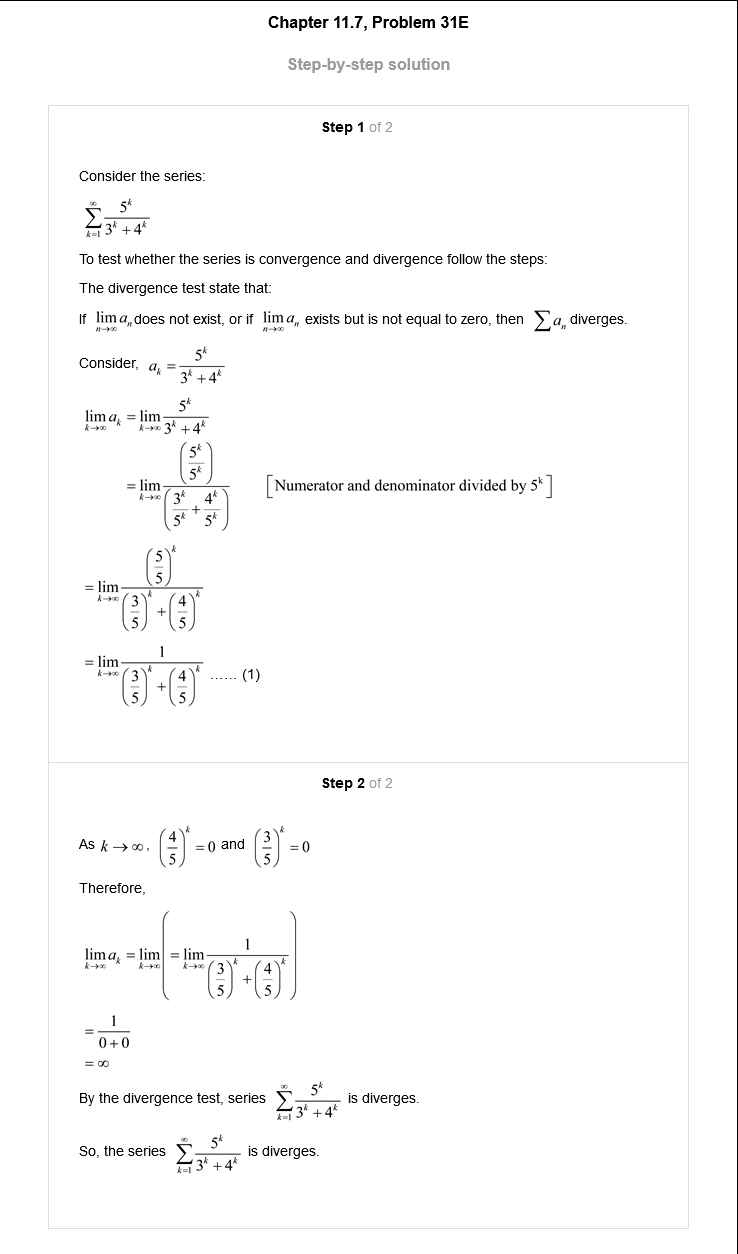 Chapter 11.7, Problem 31E
Step-by-step solution
Step 1 of 2
Consider the series:
\sum_{k=1}^{\infty} \frac{5^k}{3^k + 4^k}
To test whether the series is convergence and divergence follow the steps:
The divergence test state that:
If \lim_{n \to \infty} a_n does not exist, or if \lim_{n \to \infty} a_n exists but is not equal to zero, then \sum a_n diverges.
Consider, a_k = \frac{5^k}{3^k + 4^k}
\lim_{k \to \infty} a_k = \lim_{k \to \infty} \frac{5^k}{3^k + 4^k}
= \lim_{k \to \infty} \frac{\left(\frac{5^k}{5^k}\right)}{\left(\frac{3^k}{5^k} + \frac{4^k}{5^k}\right)} [Numerator and denominator divided by 5^k]
= \lim_{k \to \infty} \frac{\left(\frac{5}{5}\right)^k}{\left(\frac{3}{5}\right)^k + \left(\frac{4}{5}\right)^k}
= \lim_{k \to \infty} \frac{1}{\left(\frac{3}{5}\right)^k + \left(\frac{4}{5}\right)^k} ...... (1)
Step 2 of 2
As k \to \infty, \left(\frac{4}{5}\right)^k = 0 and \left(\frac{3}{5}\right)^k = 0
Therefore,
\lim_{k \to \infty} a_k = \lim_{k \to \infty} \left( = \lim_{k \to \infty} \frac{1}{\left(\frac{3}{5}\right)^k + \left(\frac{4}{5}\right)^k} \right)
= \frac{1}{0 + 0}
= \infty
By the divergence test, series \sum_{k=1}^{\infty} \frac{5^k}{3^k + 4^k} is diverges.
So, the series \sum_{k=1}^{\infty} \frac{5^k}{3^k + 4^k} is diverges.